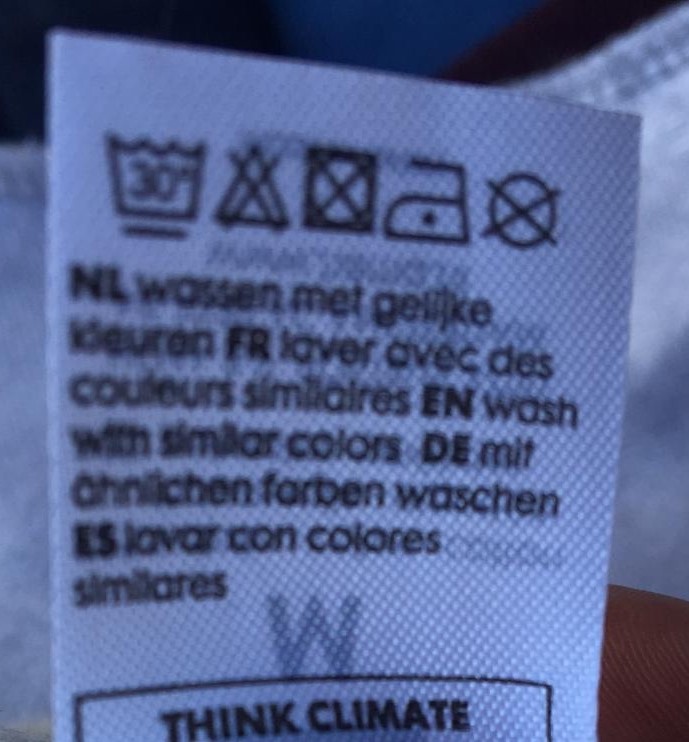 30°
NL wassen met gelijke
kleuren FR laver avec des
couleurs similaires EN wash
with similar colors DE mit
ähnlichen farben waschen
ES lavar con colores
similares
W
THINK CLIMATE